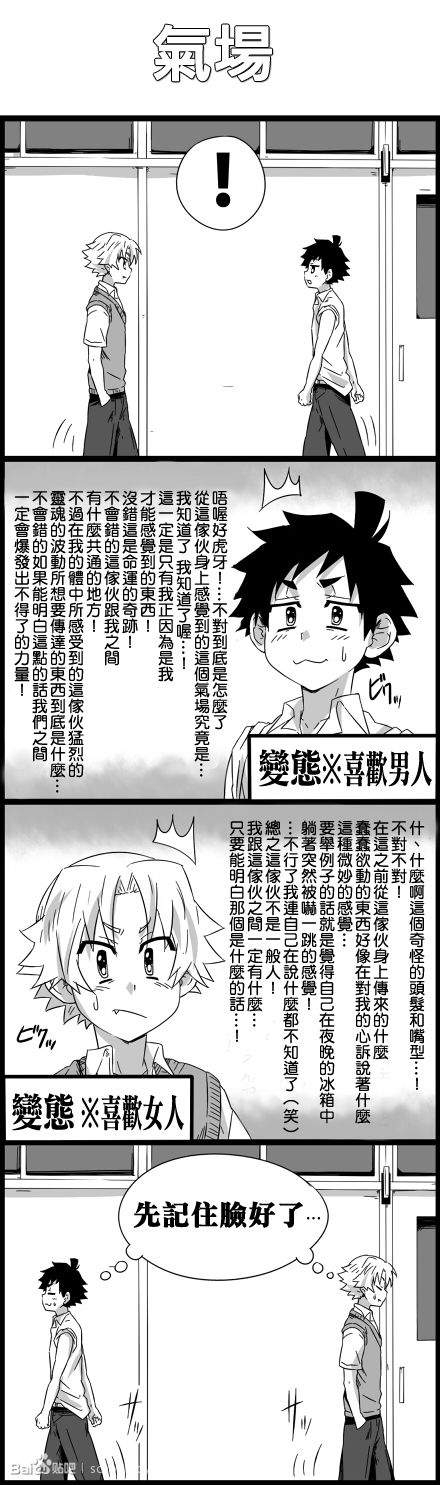 氣場
!
唔喔好虎牙!…不對到底是怎麼了
從這傢伙身上感覺到的這個氣場究竟是…
我知道了 我知道了喔…!
這一定是只有我正因為是我
才能感覺到的東西!
沒錯這是命運的奇跡!
不會錯的這傢伙跟我之間
有什麼共通的地方!
不過在我的體中所感受到的這傢伙猛烈的
靈魂的波動所想要傳達的東西到底是什麼…
不會錯的如果能明白這點的話我們之間
一定會爆發出不得了的力量!
ビクッ
變態※喜歡男人
什、什麼啊這個奇怪的頭髮和嘴型…!
不對不對!
在這之前從這傢伙身上傳來的什麼
蠢蠢欲動的東西好像在對我的心訴說著什麼
這種微妙的感覺…
要舉例子的話就是覺得自己在夜晚的冰箱中
躺著突然被嚇一跳的感覺!
…不行了我連自己在說什麼都不知道了(笑)
總之這傢伙不是一般人!
我跟這傢伙之間一定有什麼…
只要能明白那個是什麼的話…!
ビクッ
變態※喜歡女人
先記住臉好了…
Bai 贴吧